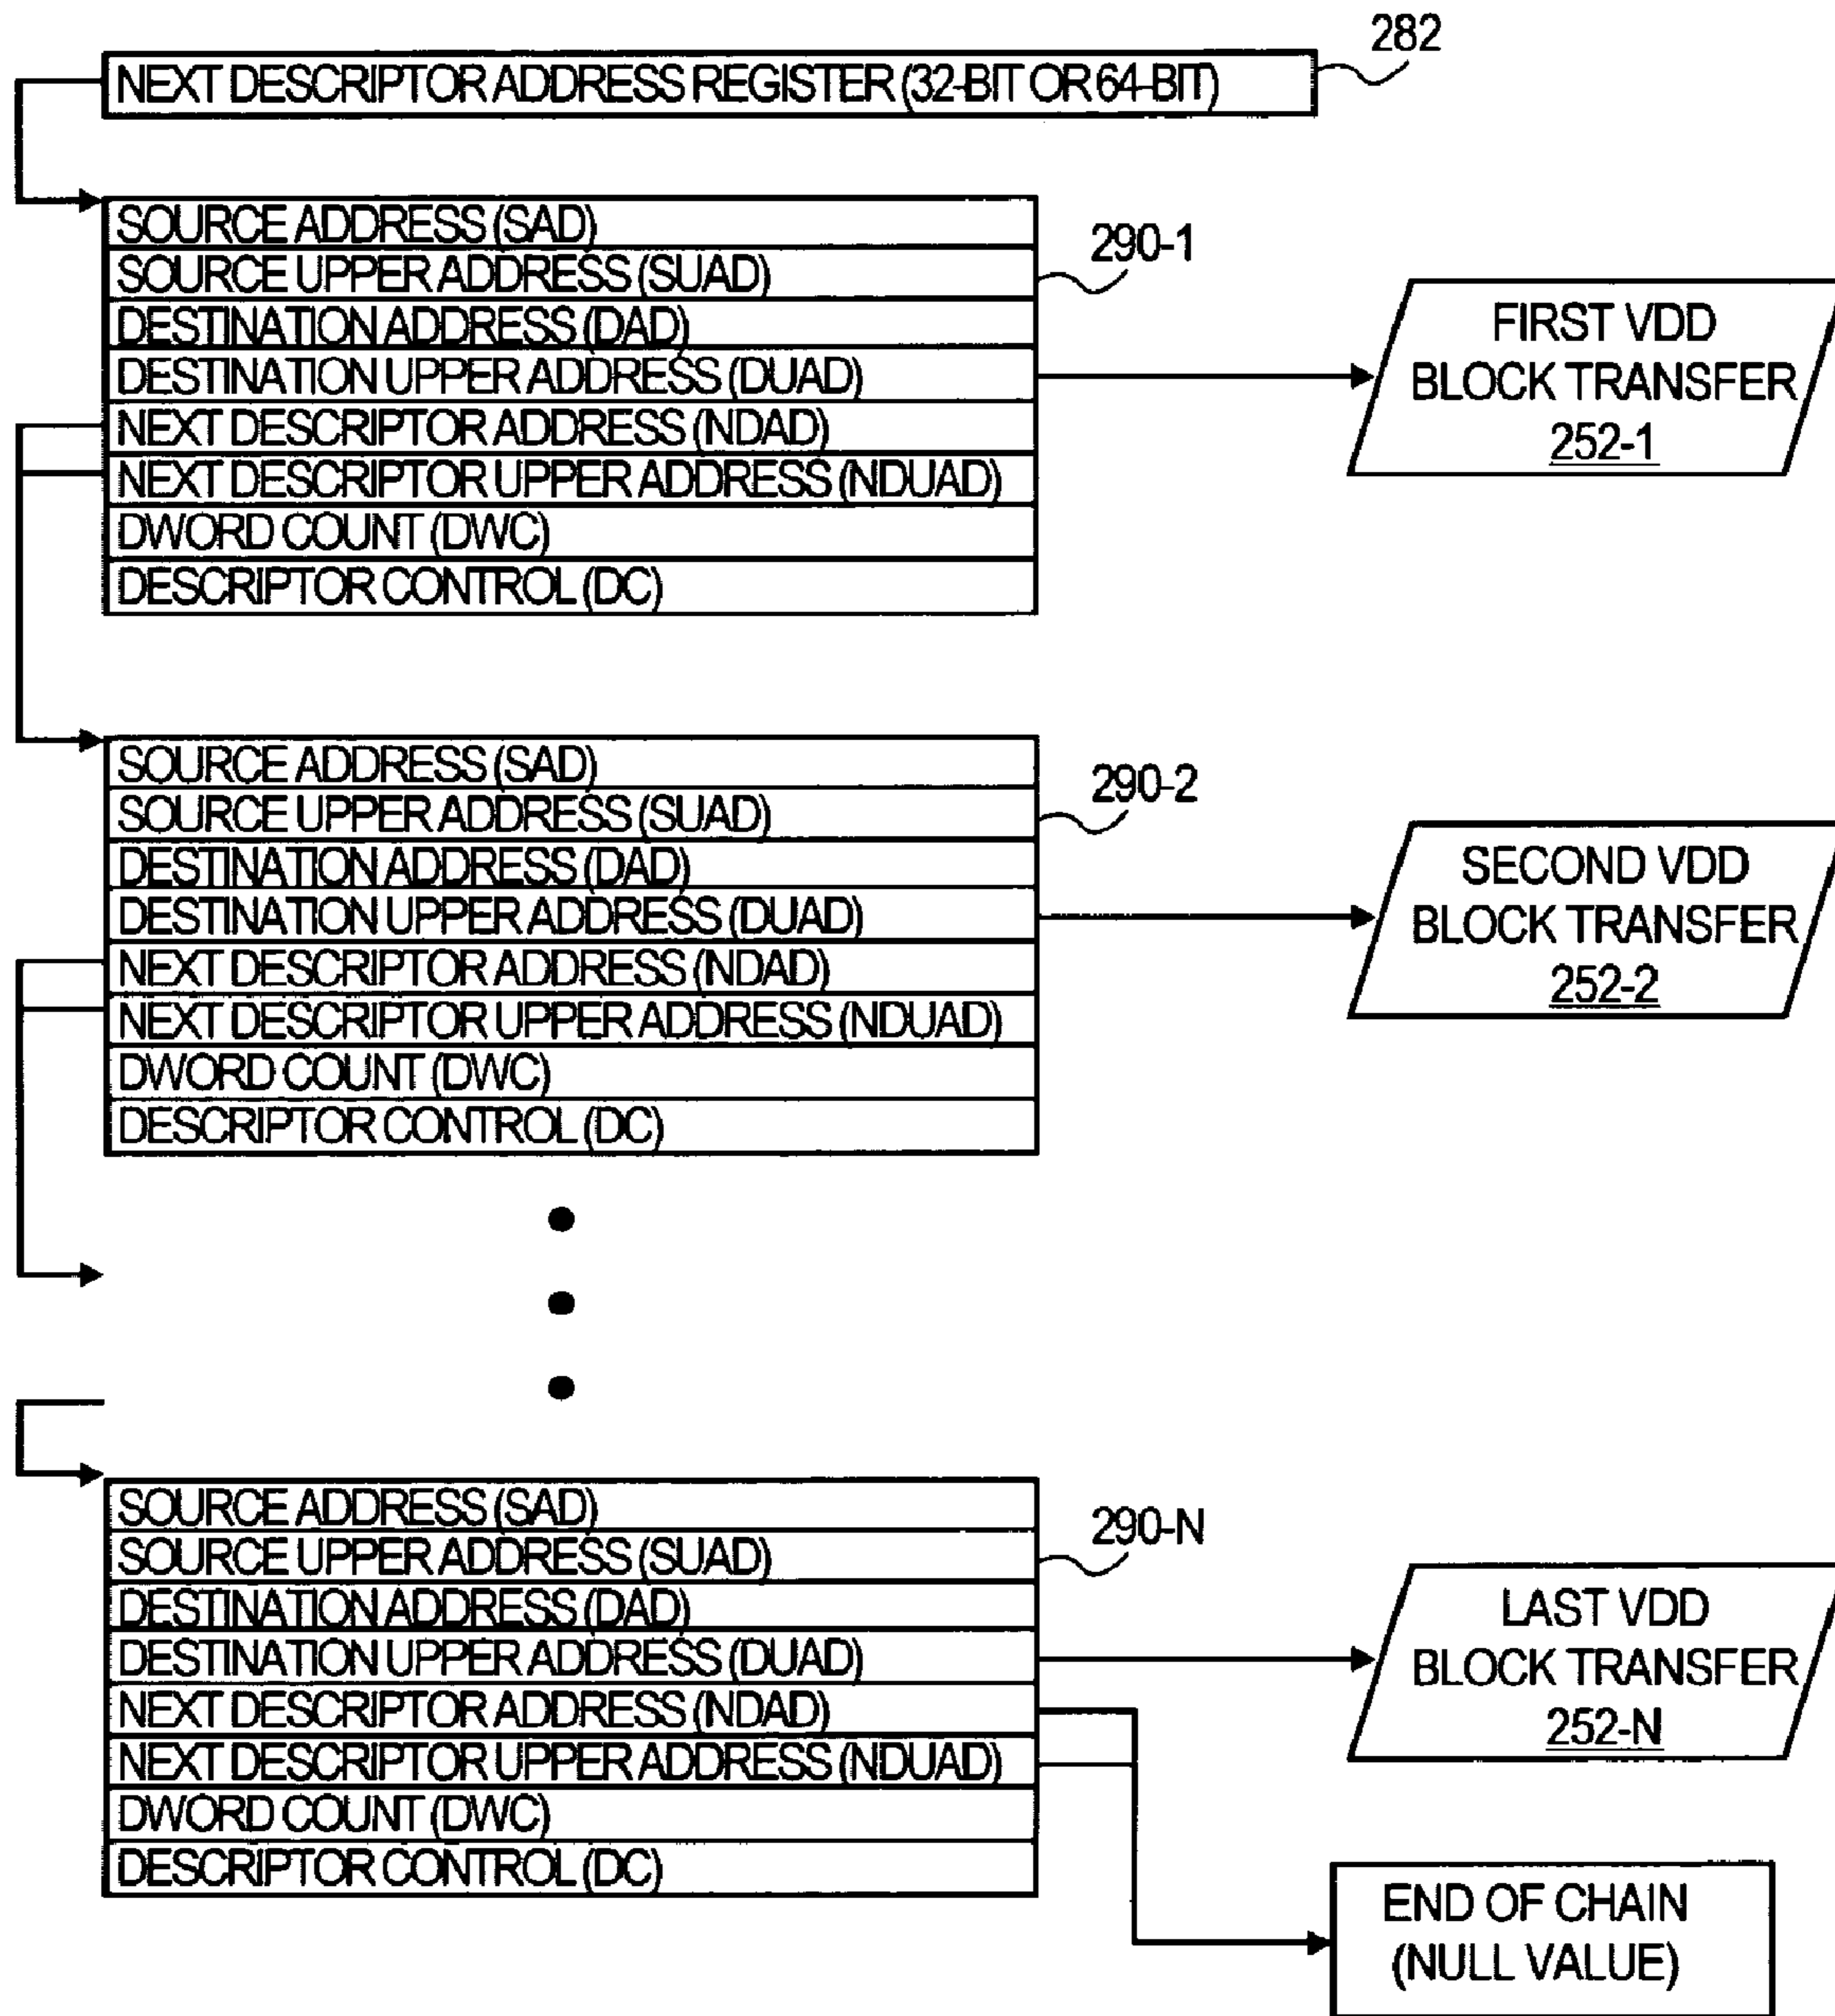 282
NEXT DESCRIPTOR ADDRESS REGISTER (32-BIT OR 64-BIT)
SOURCE ADDRESS (SAD)
SOURCE UPPER ADDRESS (SUAD)
DESTINATION ADDRESS (DAD)
DESTINATION UPPER ADDRESS (DUAD)
NEXT DESCRIPTOR ADDRESS (NDAD)
NEXT DESCRIPTOR UPPER ADDRESS (NDUAD)
DWORD COUNT (DWC)
DESCRIPTOR CONTROL (DC)
290-1
FIRST VDD
BLOCK TRANSFER
252-1
SOURCE ADDRESS (SAD)
SOURCE UPPER ADDRESS (SUAD)
DESTINATION ADDRESS (DAD)
DESTINATION UPPER ADDRESS (DUAD)
NEXT DESCRIPTOR ADDRESS (NDAD)
NEXT DESCRIPTOR UPPER ADDRESS (NDUAD)
DWORD COUNT (DWC)
DESCRIPTOR CONTROL (DC)
290-2
SECOND VDD
BLOCK TRANSFER
252-2
SOURCE ADDRESS (SAD)
SOURCE UPPER ADDRESS (SUAD)
DESTINATION ADDRESS (DAD)
DESTINATION UPPER ADDRESS (DUAD)
NEXT DESCRIPTOR ADDRESS (NDAD)
NEXT DESCRIPTOR UPPER ADDRESS (NDUAD)
DWORD COUNT (DWC)
DESCRIPTOR CONTROL (DC)
290-N
LAST VDD
BLOCK TRANSFER
252-N
END OF CHAIN
(NULL VALUE)